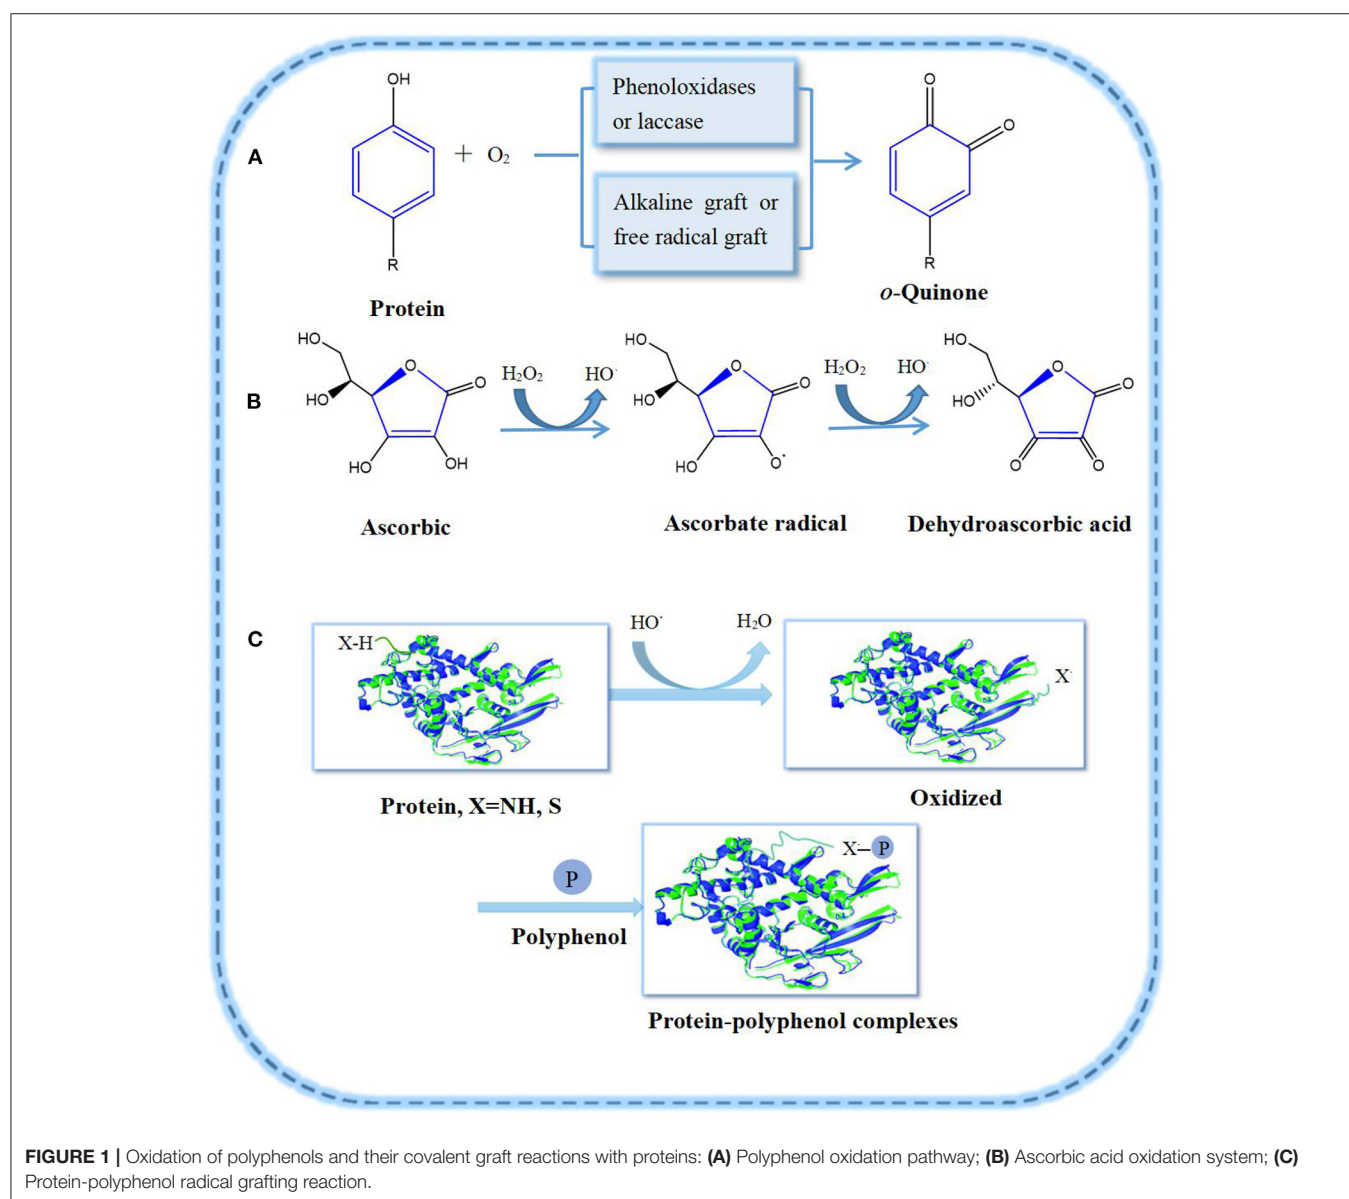 OH
A
+ O₂
R
Protein
Phenoloxidases
or laccase
Alkaline graft or
free radical graft
O
O
R
o-Quinone
B
HO
HO
O
O
HO
OH
Ascorbic
H₂O₂ HO·
HO
HO
O
O
HO
O·
Ascorbate radical
H₂O₂ HO·
HO
HO
O
O
O
O
Dehydroascorbic acid
C
X-H
Protein, X=NH, S
HO· H₂O
X·
Oxidized
P
Polyphenol
X–P
Protein-polyphenol complexes
FIGURE 1 | Oxidation of polyphenols and their covalent graft reactions with proteins: (A) Polyphenol oxidation pathway; (B) Ascorbic acid oxidation system; (C)
Protein-polyphenol radical grafting reaction.